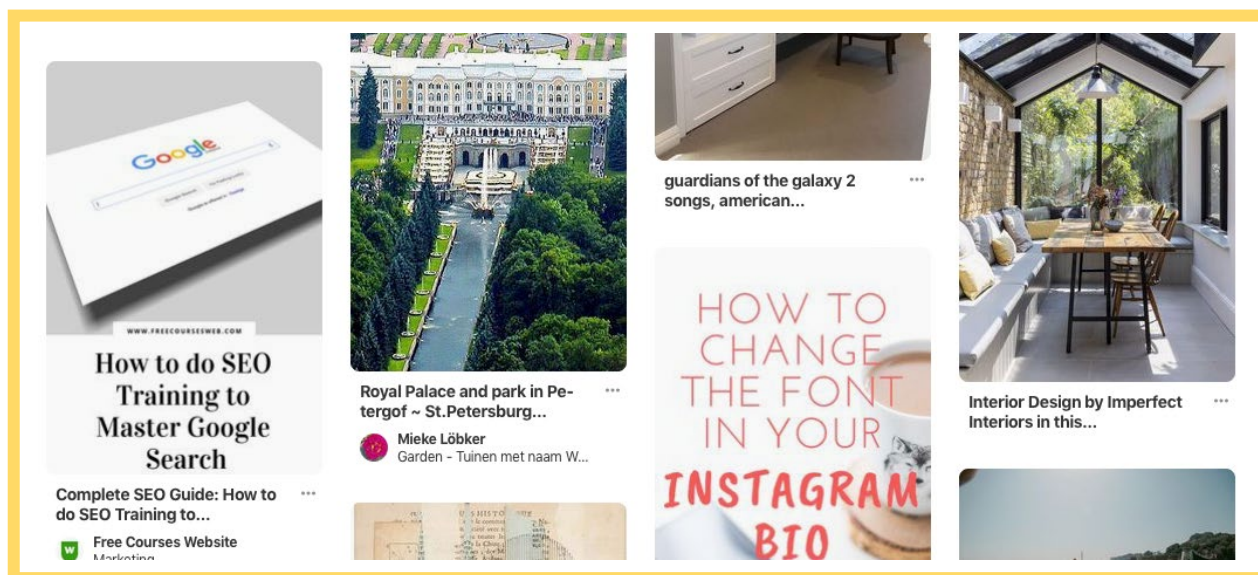 Google
WWW.FREECOURSESWEB.COM
How to do SEO
Training to
Master Google
Search
Complete SEO Guide: How to
do SEO Training to...
Free Courses Website
Marketing
Royal Palace and park in Pe-
tergof ~ St.Petersburg...
Mieke Löbker
Garden - Tuinen met naam W...
guardians of the galaxy 2
songs, american...
HOW TO
CHANGE
THE FONT
IN YOUR
INSTAGRAM
BIO
Interior Design by Imperfect
Interiors in this...